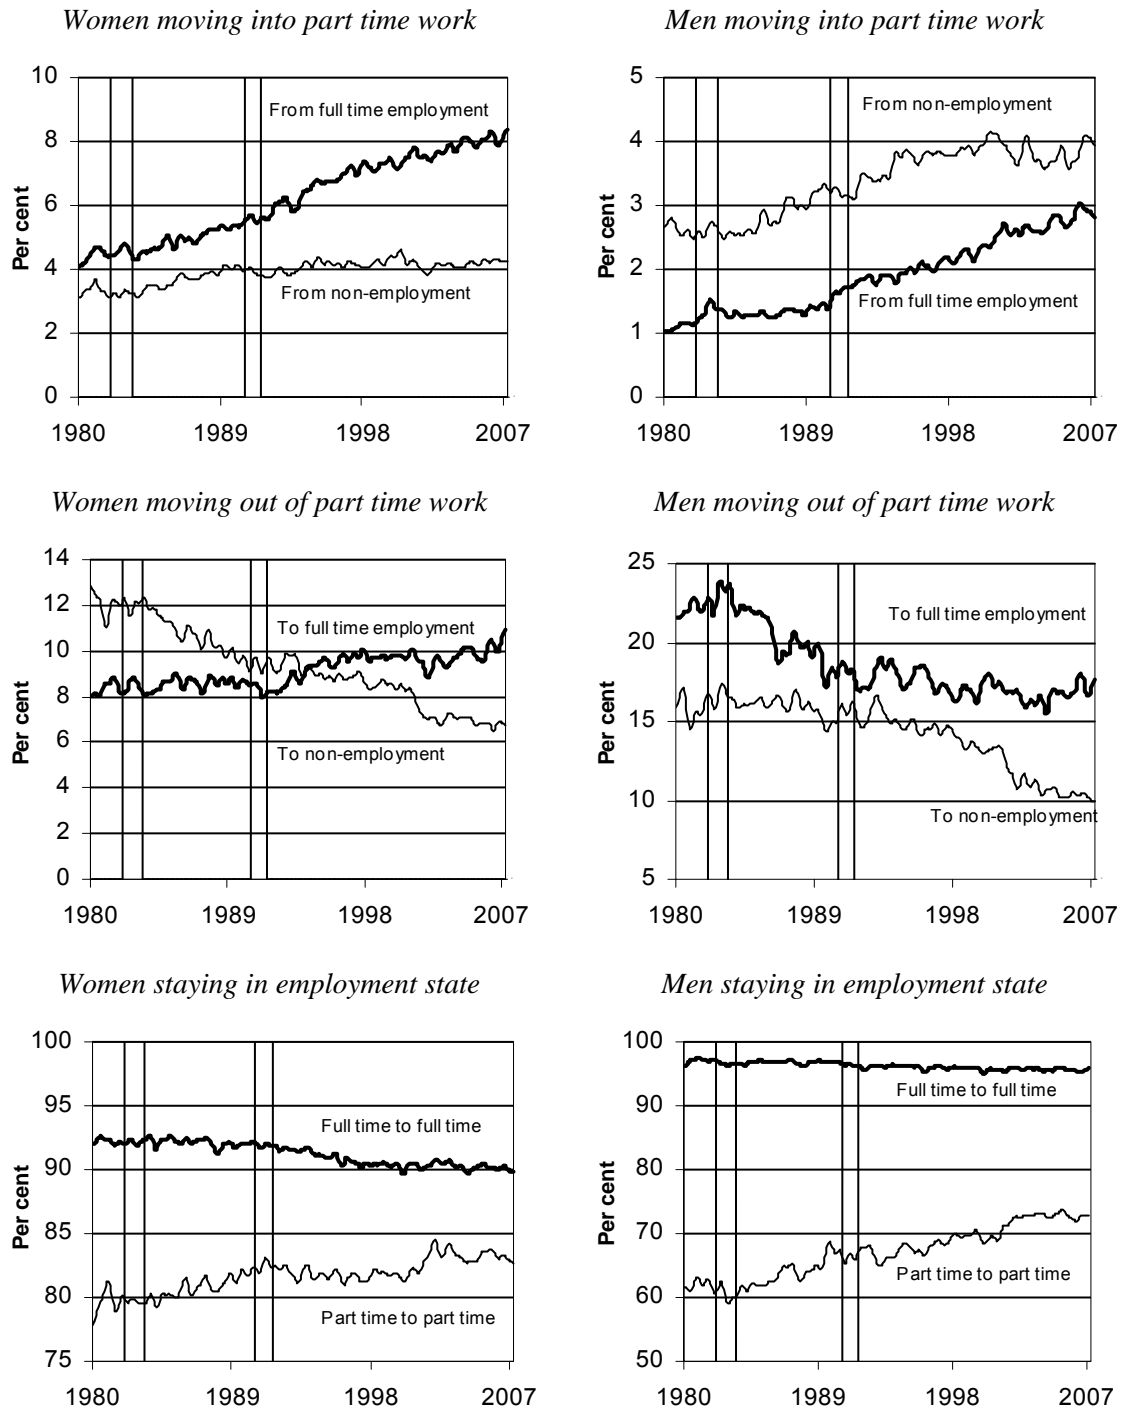 Women moving into part time work
Per cent
10
8
6
4
2
0
From full time employment
From non-employment
1980 1989 1998 2007
Men moving into part time work
Per cent
5
4
3
2
1
0
From non-employment
From full time employment
1980 1989 1998 2007
Women moving out of part time work
Per cent
14
12
10
8
6
4
2
0
To full time employment
To non-employment
1980 1989 1998 2007
Men moving out of part time work
Per cent
25
20
15
10
5
To full time employment
To non-employment
1980 1989 1998 2007
Women staying in employment state
Per cent
100
95
90
85
80
75
Full time to full time
Part time to part time
1980 1989 1998 2007
Men staying in employment state
Per cent
100
90
80
70
60
50
Full time to full time
Part time to part time
1980 1989 1998 2007